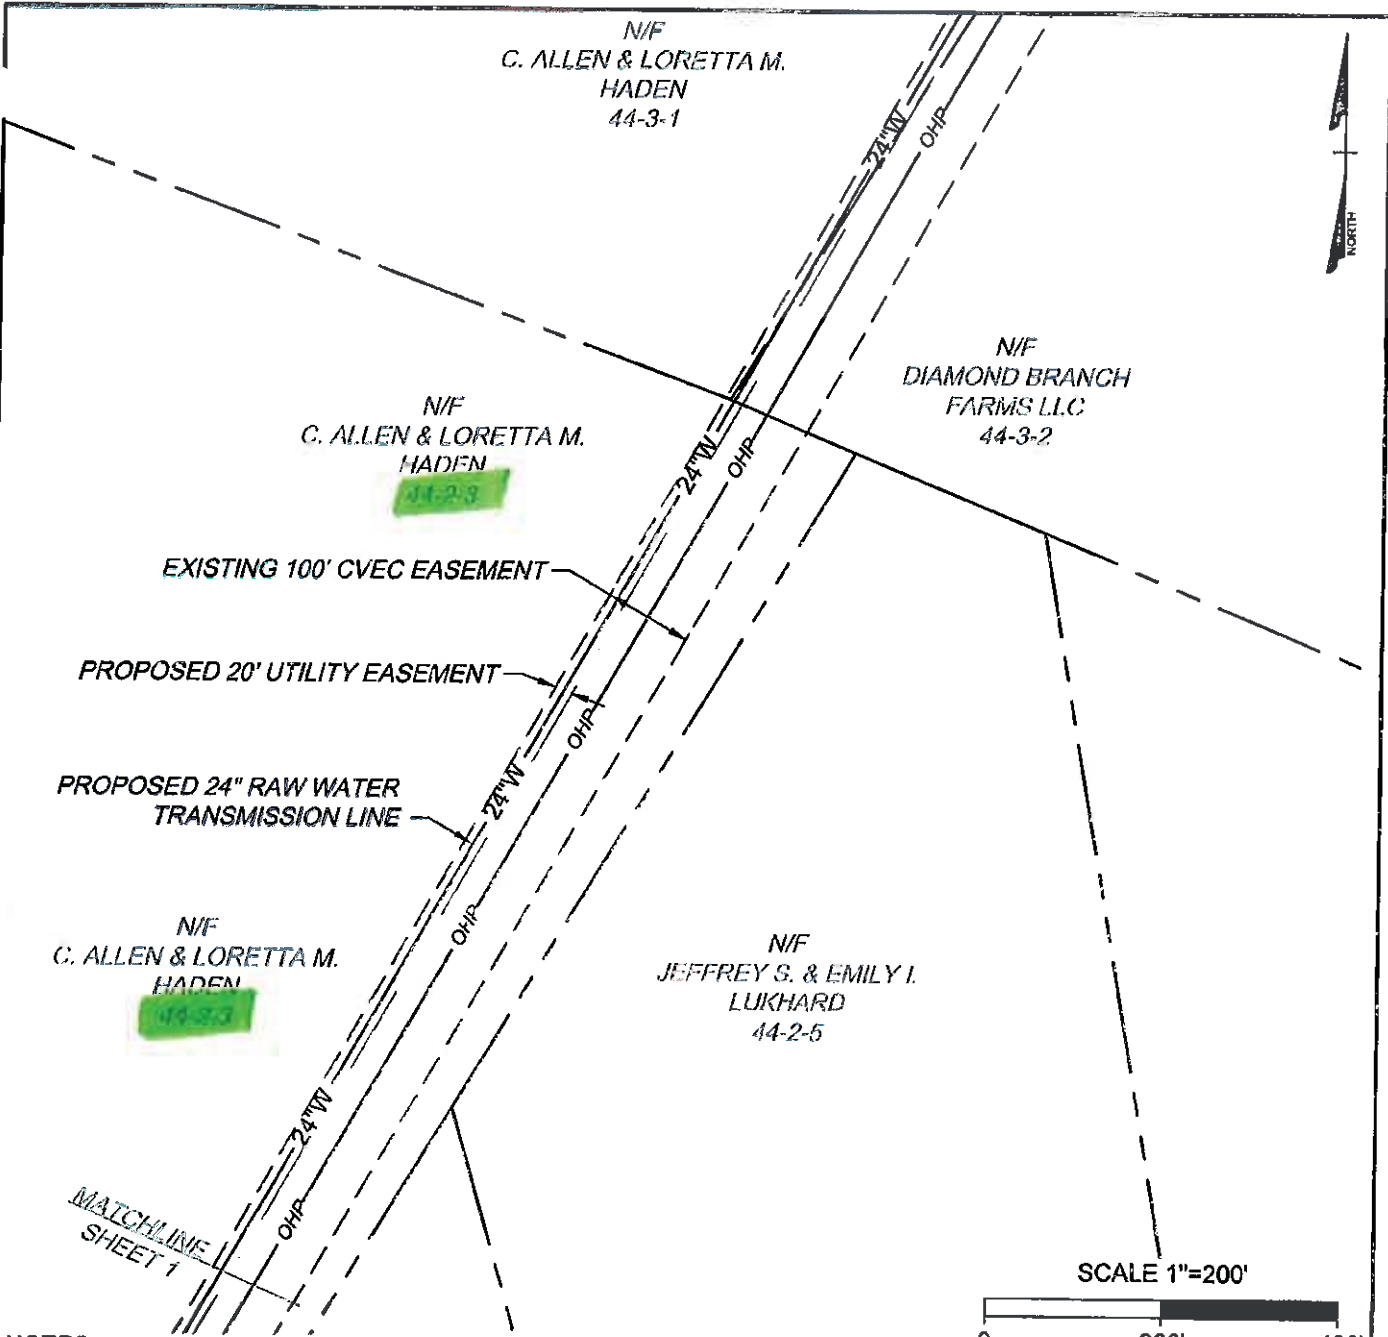 N/F
C. ALLEN & LORETTA M.
HADEN
44-3-1
24"W
OHP
NORTH
N/F
DIAMOND BRANCH
FARMS LLC
44-3-2
N/F
C. ALLEN & LORETTA M.
HADEN
44-2-3
24"W
OHP
EXISTING 100' CVEC EASEMENT
PROPOSED 20' UTILITY EASEMENT
OHP
PROPOSED 24" RAW WATER
TRANSMISSION LINE
24"W
OHP
N/F
C. ALLEN & LORETTA M.
HADEN
44-2-3
N/F
JEFFREY S. & EMILY I.
LUKHARD
44-2-5
24"W
OHP
MATCHLINE
SHEET 1
SCALE 1"=200'
0